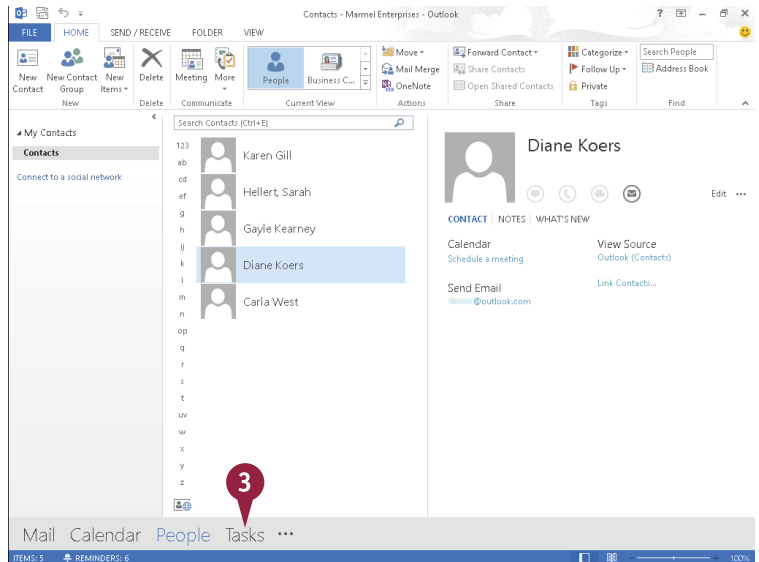 Contacts - Marmel Enterprises - Outlook
?
FILE HOME SEND / RECEIVE FOLDER VIEW
New Contact
New Contact Group
New Items
Delete
Meeting
More
People
Business C...
Move
Mail Merge
OneNote
Forward Contact
Share Contacts
Open Shared Contacts
Categorize
Follow Up
Private
Search People
Address Book
New Delete Communicate Current View Actions Share Tags Find
My Contacts
Contacts
Connect to a social network
Search Contacts (Ctrl+E)
123
ab
cd
ef
g
h
ij
k
l
m
n
op
q
r
s
t
uv
w
x
y
z
Karen Gill
Hellert, Sarah
Gayle Kearney
Diane Koers
Carla West
Diane Koers
Edit
CONTACT NOTES WHAT'S NEW
Calendar
Schedule a meeting
View Source
Outlook (Contacts)
Send Email
@outlook.com
Link Contacts...
3
Mail Calendar People Tasks ...
ITEMS: 5 REMINDERS: 6 100%